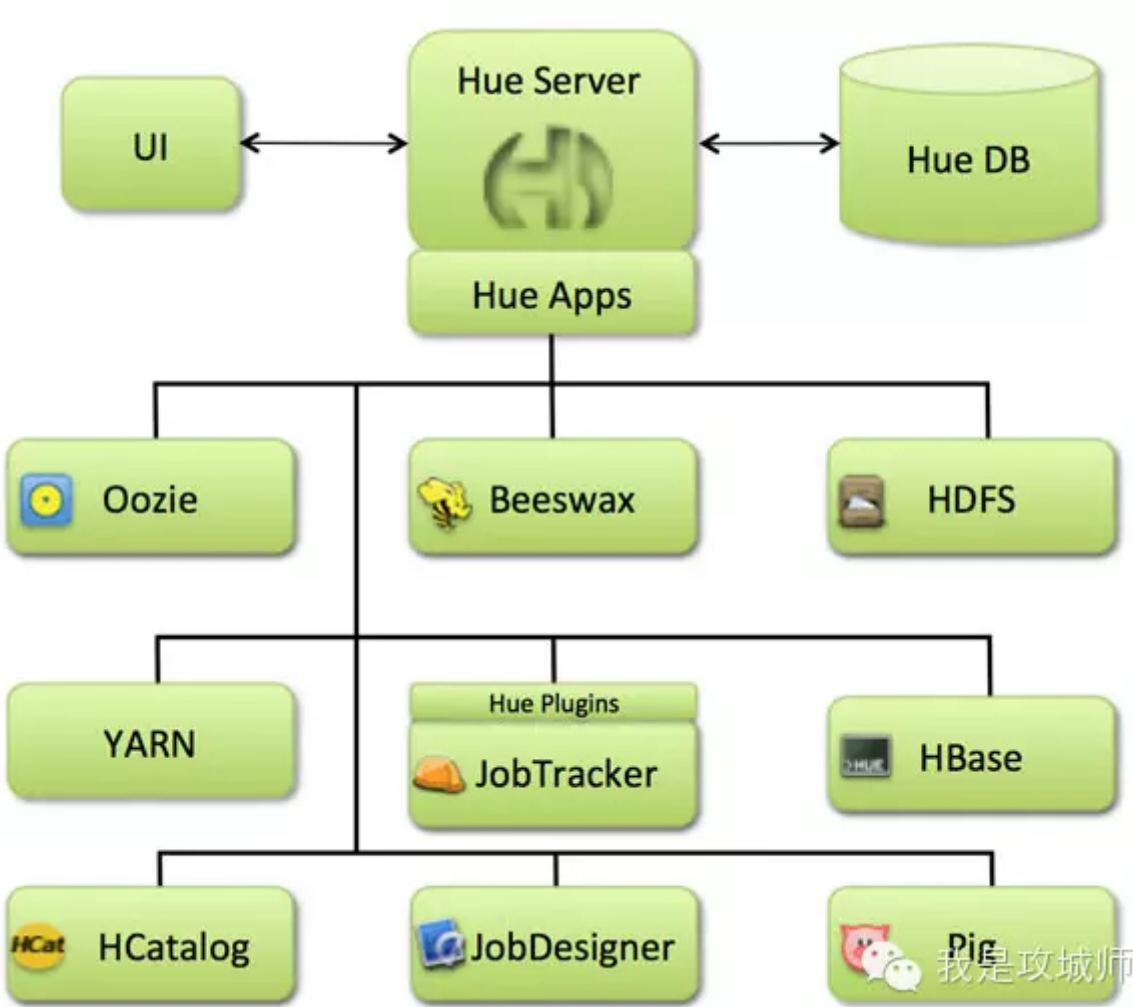 Hue Server
UI
Hue DB
Hue Apps
Oozie
Beeswax
HDFS
YARN
Hue Plugins
JobTracker
HUE
HBase
HCat
HCatalog
JobDesigner
Pig
我是攻城师